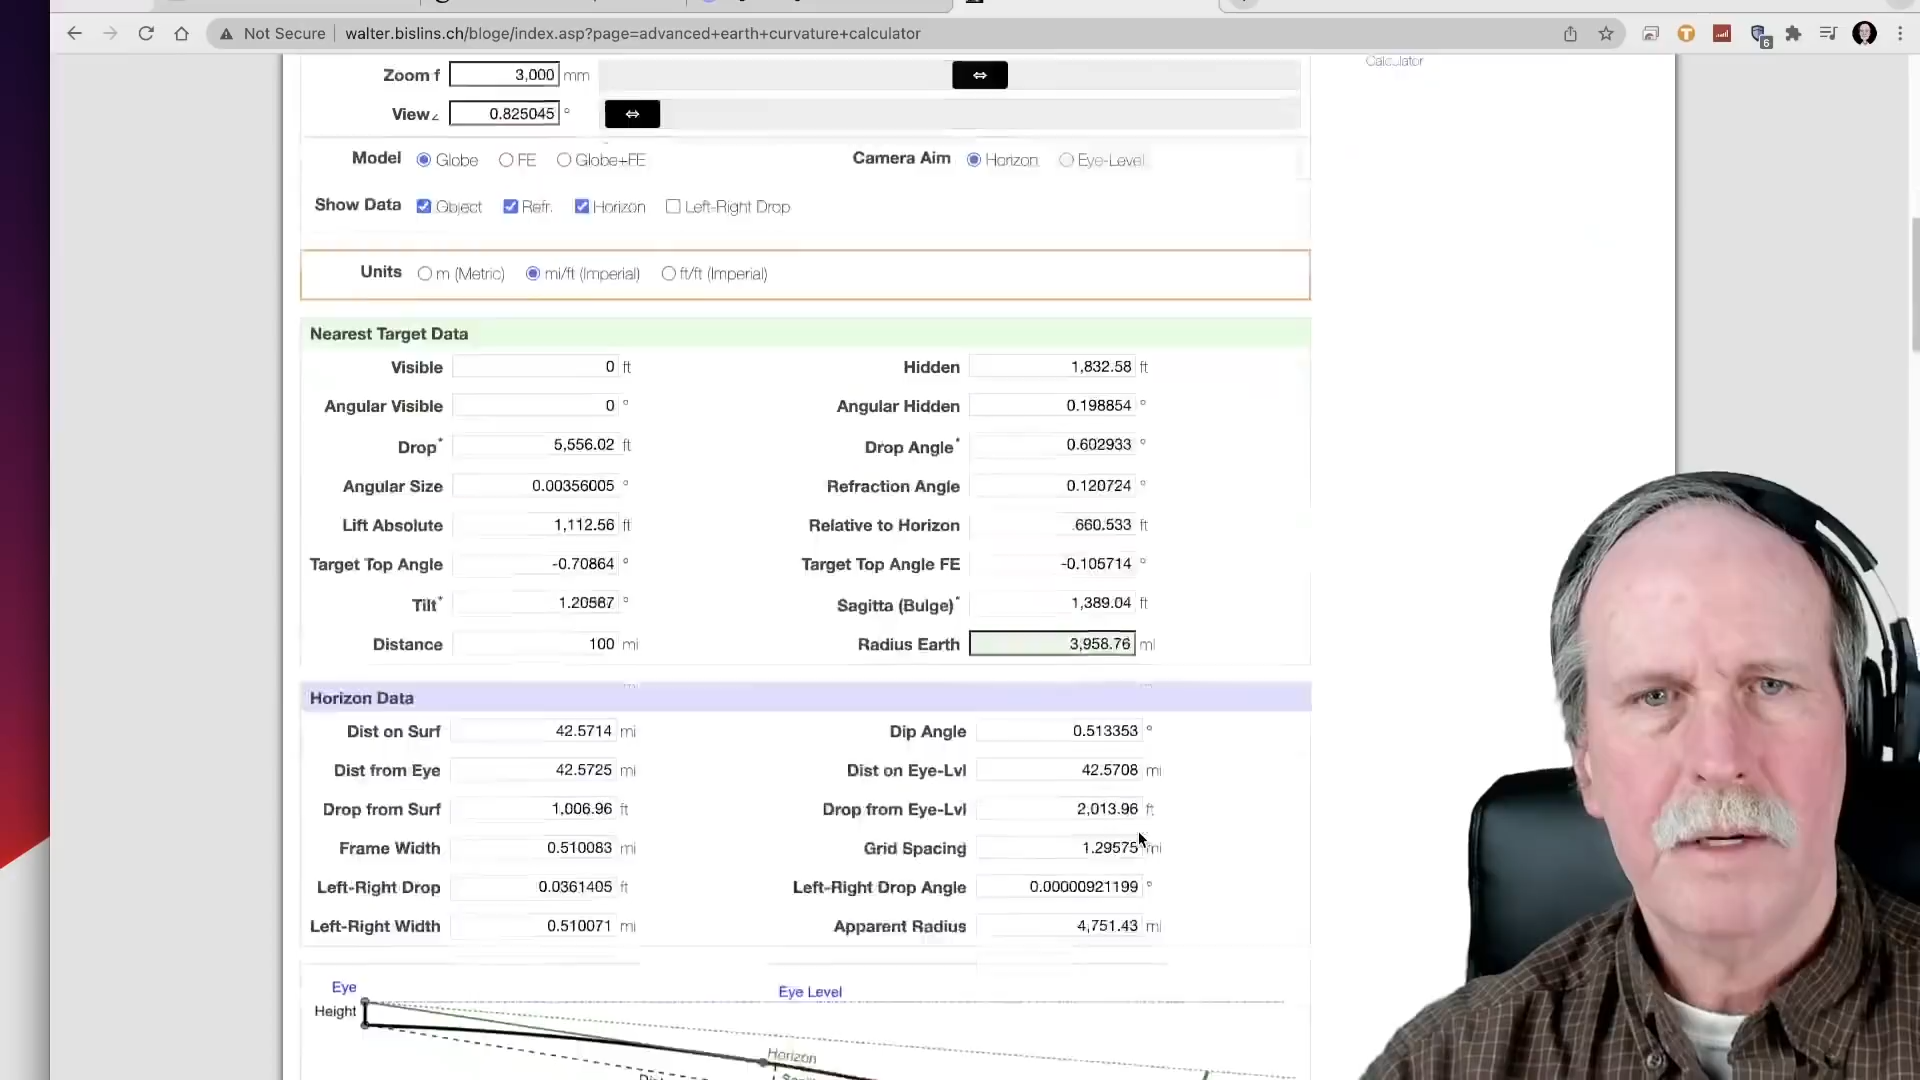 Not Secure walter.bislins.ch/bloge/index.asp?page=advanced+earth+curvature+calculator
6
Calculator
Zoom f 3,000 mm
View∠ 0.825045 °
Model Globe FE Globe+FE Camera Aim Horizon Eye-Level
Show Data Object Refr. Horizon Left-Right Drop
Units m (Metric) mi/ft (Imperial) ft/ft (Imperial)
Nearest Target Data
Visible 0 ft Hidden 1,832.58 ft
Angular Visible 0 ° Angular Hidden 0.198854 °
Drop* 5,556.02 ft Drop Angle* 0.602933 °
Angular Size 0.00356005 ° Refraction Angle 0.120724 °
Lift Absolute 1,112.56 ft Relative to Horizon 660.533 ft
Target Top Angle -0.70864 ° Target Top Angle FE -0.105714 °
Tilt* 1.20587 ° Sagitta (Bulge)* 1,389.04 ft
Distance 100 mi Radius Earth 3,958.76 mi
Horizon Data
Dist on Surf 42.5714 mi Dip Angle 0.513353 °
Dist from Eye 42.5725 mi Dist on Eye-Lvl 42.5708 mi
Drop from Surf 1,006.96 ft Drop from Eye-Lvl 2,013.96 ft
Frame Width 0.510083 mi Grid Spacing 1.29575 mi
Left-Right Drop 0.0361405 ft Left-Right Drop Angle 0.00000921199 °
Left-Right Width 0.510071 mi Apparent Radius 4,751.43 mi
Eye Eye Level
Height
Horizon